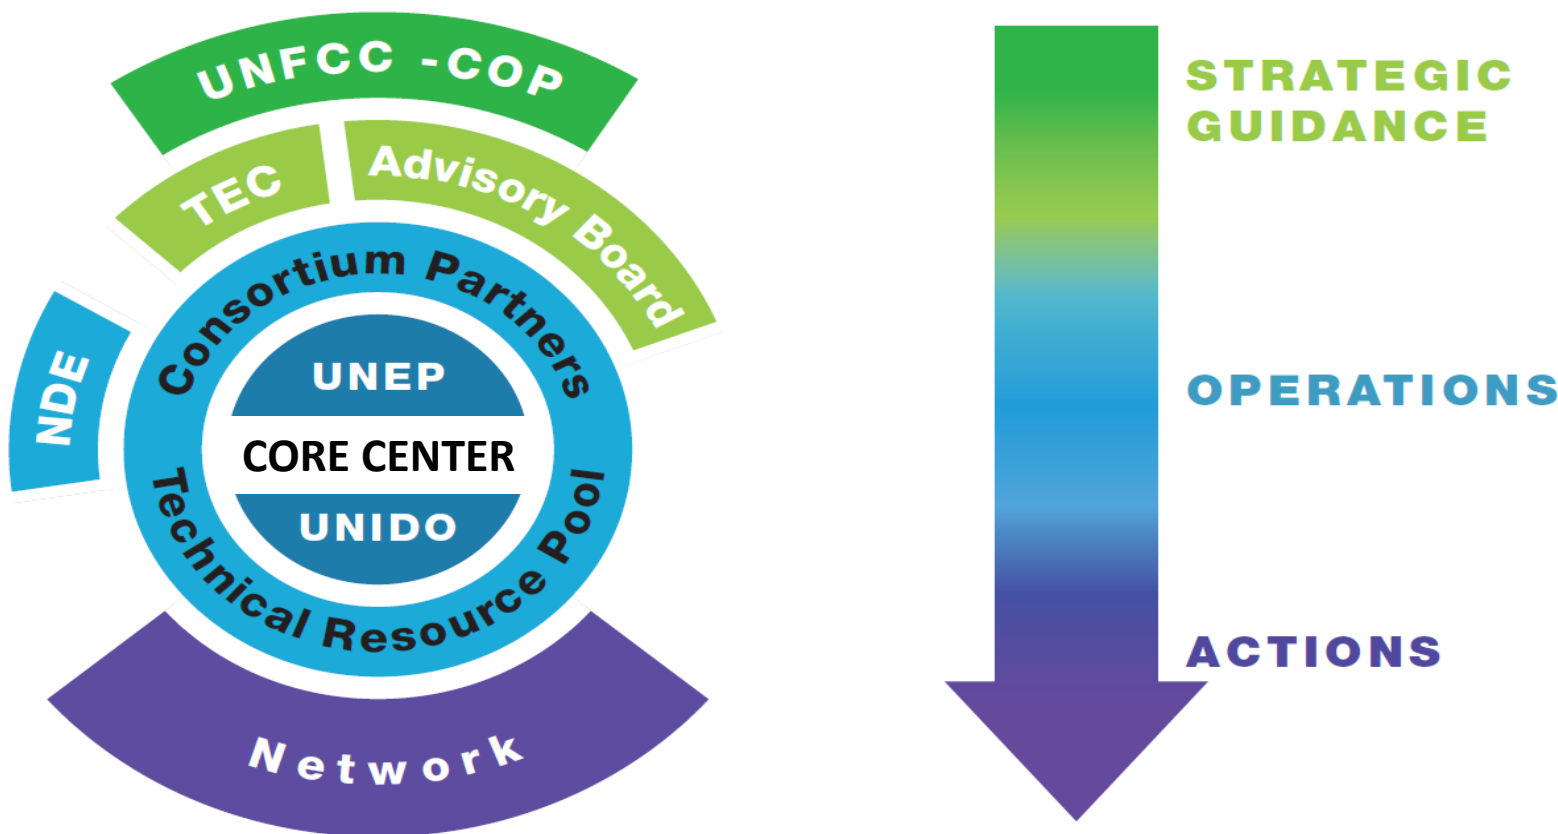 UNFCC -COP
TEC
Advisory Board
NDE
Consortium Partners
UNEP
CORE CENTER
UNIDO
Technical Resource Pool
Network
STRATEGIC
GUIDANCE
OPERATIONS
ACTIONS